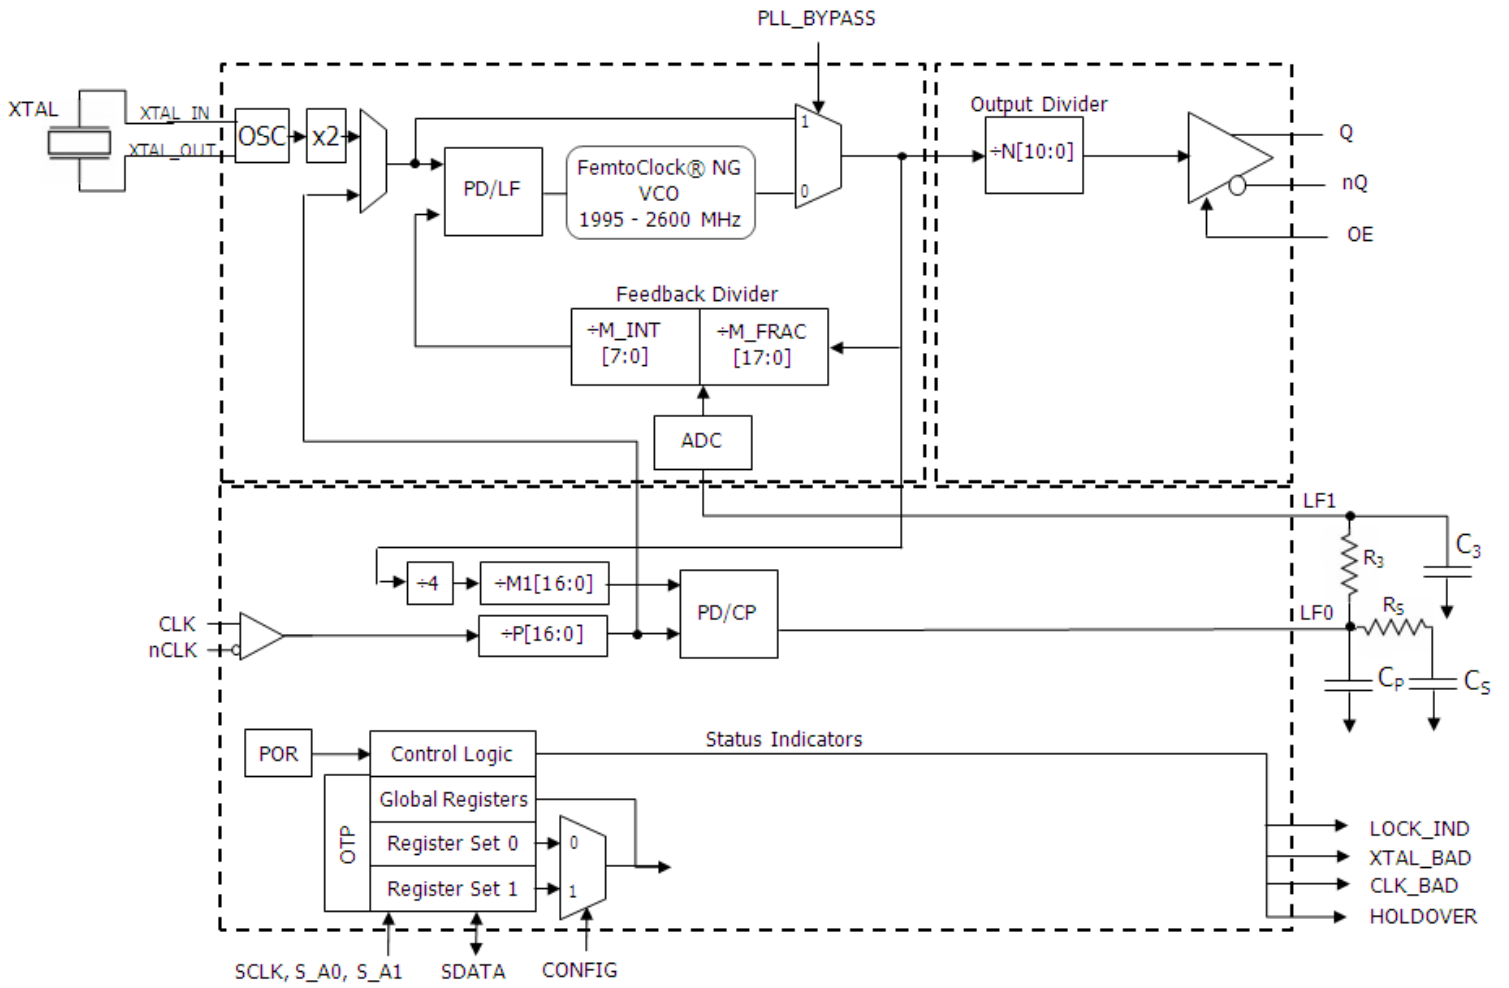 PLL_BYPASS
XTAL
XTAL_IN
XTAL_OUT
OSC
x2
PD/LF
FemtoClock® NG
VCO
1995 - 2600 MHz
1
0
Output Divider
÷N[10:0]
Q
nQ
OE
Feedback Divider
÷M_INT
[7:0]
÷M_FRAC
[17:0]
ADC
LF1
R3
C3
LF0
RS
CP
CS
÷4
÷M1[16:0]
÷P[16:0]
PD/CP
CLK
nCLK
POR
Control Logic
Status Indicators
Global Registers
OTP
Register Set 0
Register Set 1
0
1
LOCK_IND
XTAL_BAD
CLK_BAD
HOLDOVER
SCLK, S_A0, S_A1
SDATA
CONFIG